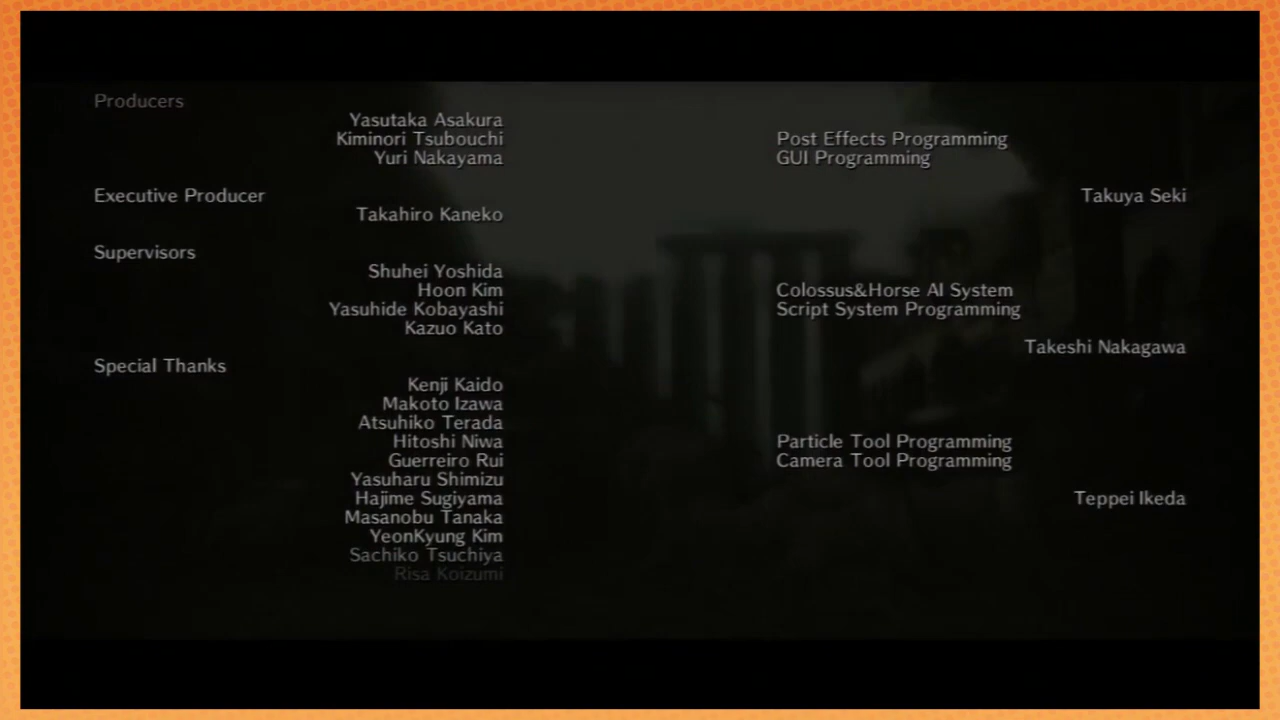 Producers
Yasutaka Asakura
Kiminori Tsubouchi
Yuri Nakayama
Executive Producer
Takahiro Kaneko
Supervisors
Shuhei Yoshida
Hoon Kim
Yasuhide Kobayashi
Kazuo Kato
Special Thanks
Kenji Kaido
Makoto Izawa
Atsuhiko Terada
Hitoshi Niwa
Guerreiro Rui
Yasuharu Shimizu
Hajime Sugiyama
Masanobu Tanaka
YeonKyung Kim
Sachiko Tsuchiya
Risa Koizumi
Post Effects Programming
GUI Programming
Takuya Seki
Colossus&Horse AI System
Script System Programming
Takeshi Nakagawa
Particle Tool Programming
Camera Tool Programming
Teppei Ikeda